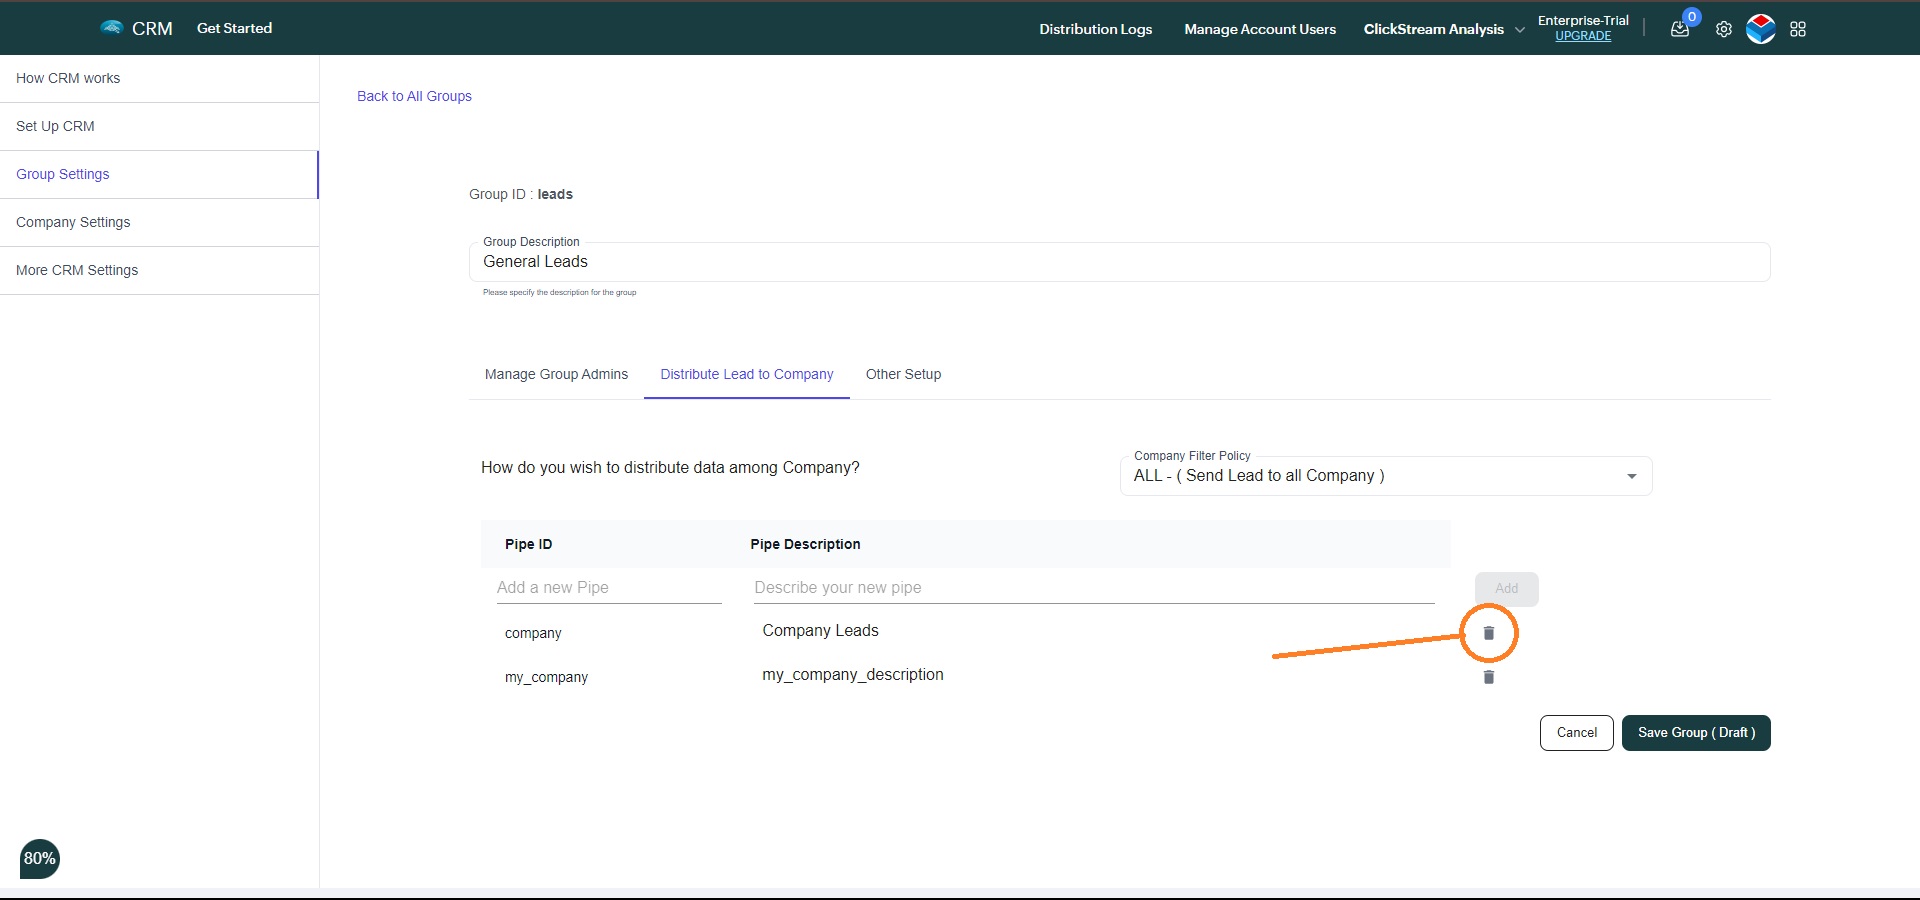 CRM
Get Started
Distribution Logs
Manage Account Users
ClickStream Analysis
Enterprise-Trial
UPGRADE
0
How CRM works
Set Up CRM
Group Settings
Company Settings
More CRM Settings
Back to All Groups
Group ID : leads
Group Description
General Leads
Please specify the description for the group
Manage Group Admins
Distribute Lead to Company
Other Setup
How do you wish to distribute data among Company?
Company Filter Policy
ALL - ( Send Lead to all Company )
Pipe ID
Pipe Description
Add a new Pipe
Describe your new pipe
Add
company
Company Leads
my_company
my_company_description
Cancel
Save Group ( Draft )
80%